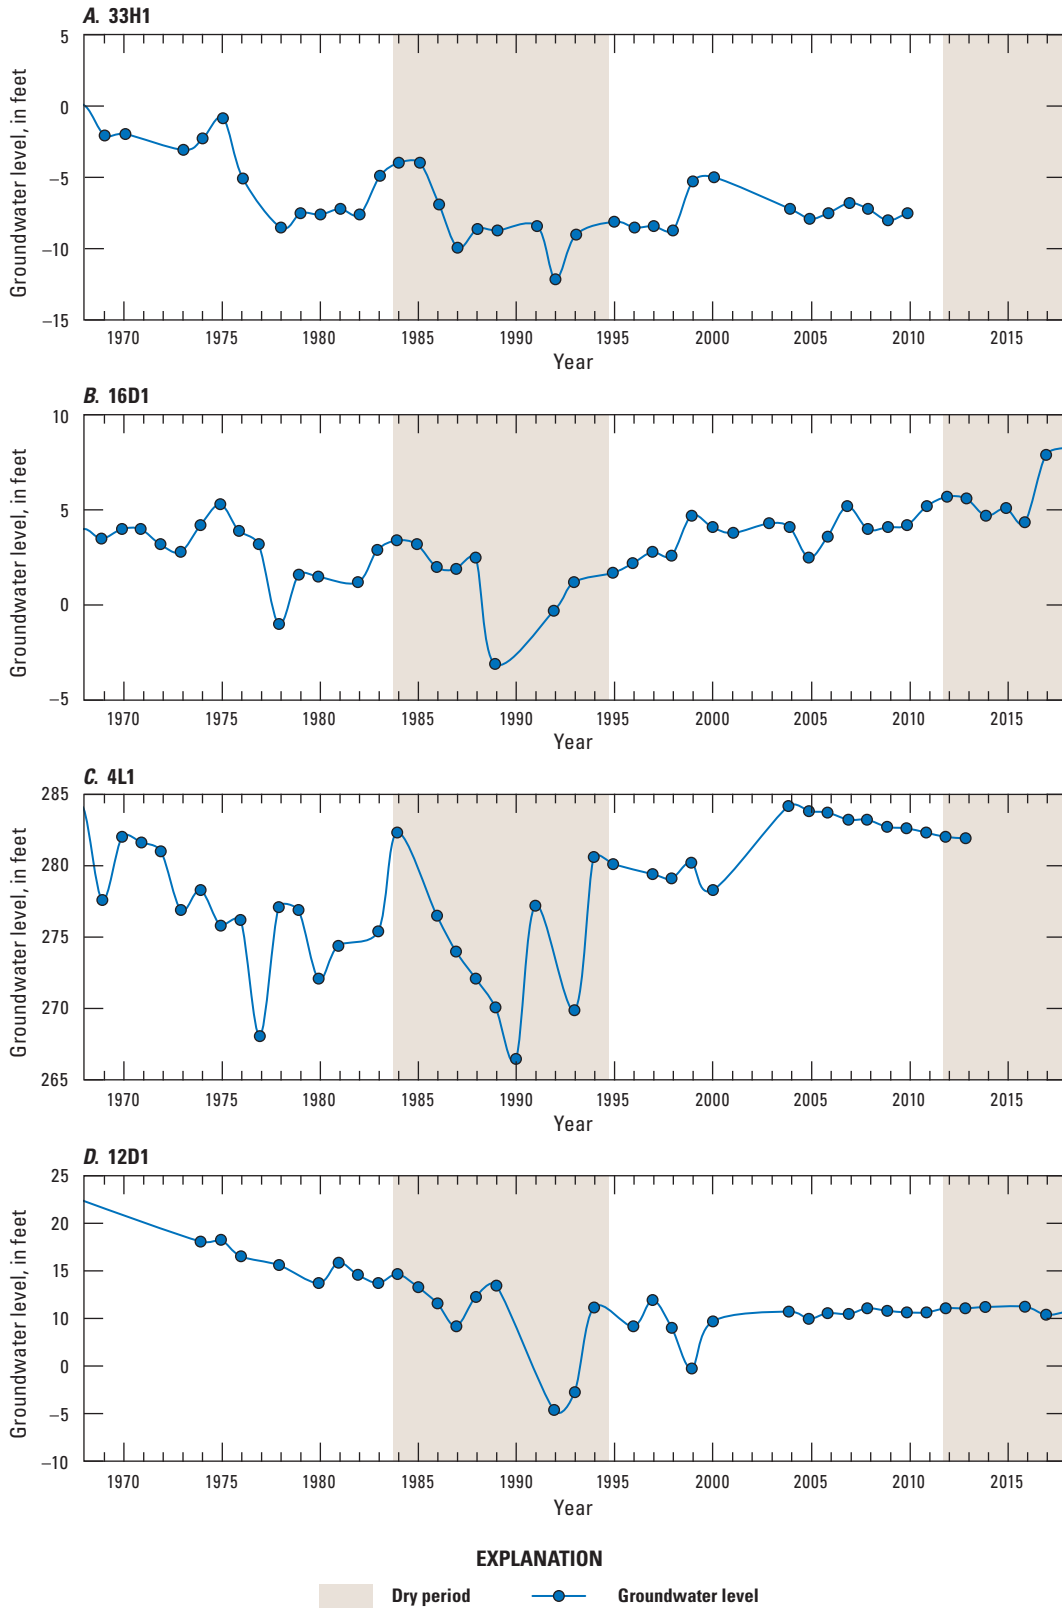 A. 33H1
Groundwater level, in feet
5
0
−5
−10
−15
1970 1975 1980 1985 1990 1995 2000 2005 2010 2015
Year
B. 16D1
Groundwater level, in feet
10
5
0
−5
1970 1975 1980 1985 1990 1995 2000 2005 2010 2015
Year
C. 4L1
Groundwater level, in feet
285
280
275
270
265
1970 1975 1980 1985 1990 1995 2000 2005 2010 2015
Year
D. 12D1
Groundwater level, in feet
25
20
15
10
0
−5
−10
1970 1975 1980 1985 1990 1995 2000 2005 2010 2015
Year
EXPLANATION
Dry period Groundwater level